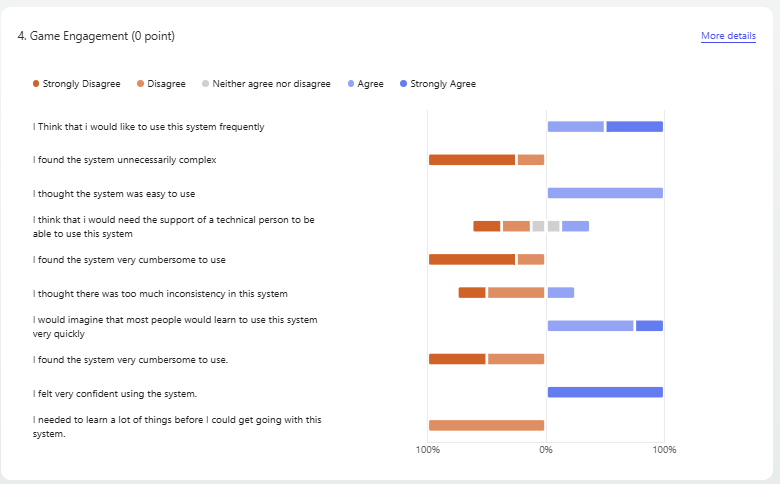 4. Game Engagement (0 point)
More details
Strongly Disagree
Disagree
Neither agree nor disagree
Agree
Strongly Agree
I Think that i would like to use this system frequently
I found the system unnecessarily complex
I thought the system was easy to use
I think that i would need the support of a technical person to be
able to use this system
I found the system very cumbersome to use
I thought there was too much inconsistency in this system
I would imagine that most people would learn to use this system
very quickly
I found the system very cumbersome to use.
I felt very confident using the system.
I needed to learn a lot of things before I could get going with this
system.
100%
0%
100%